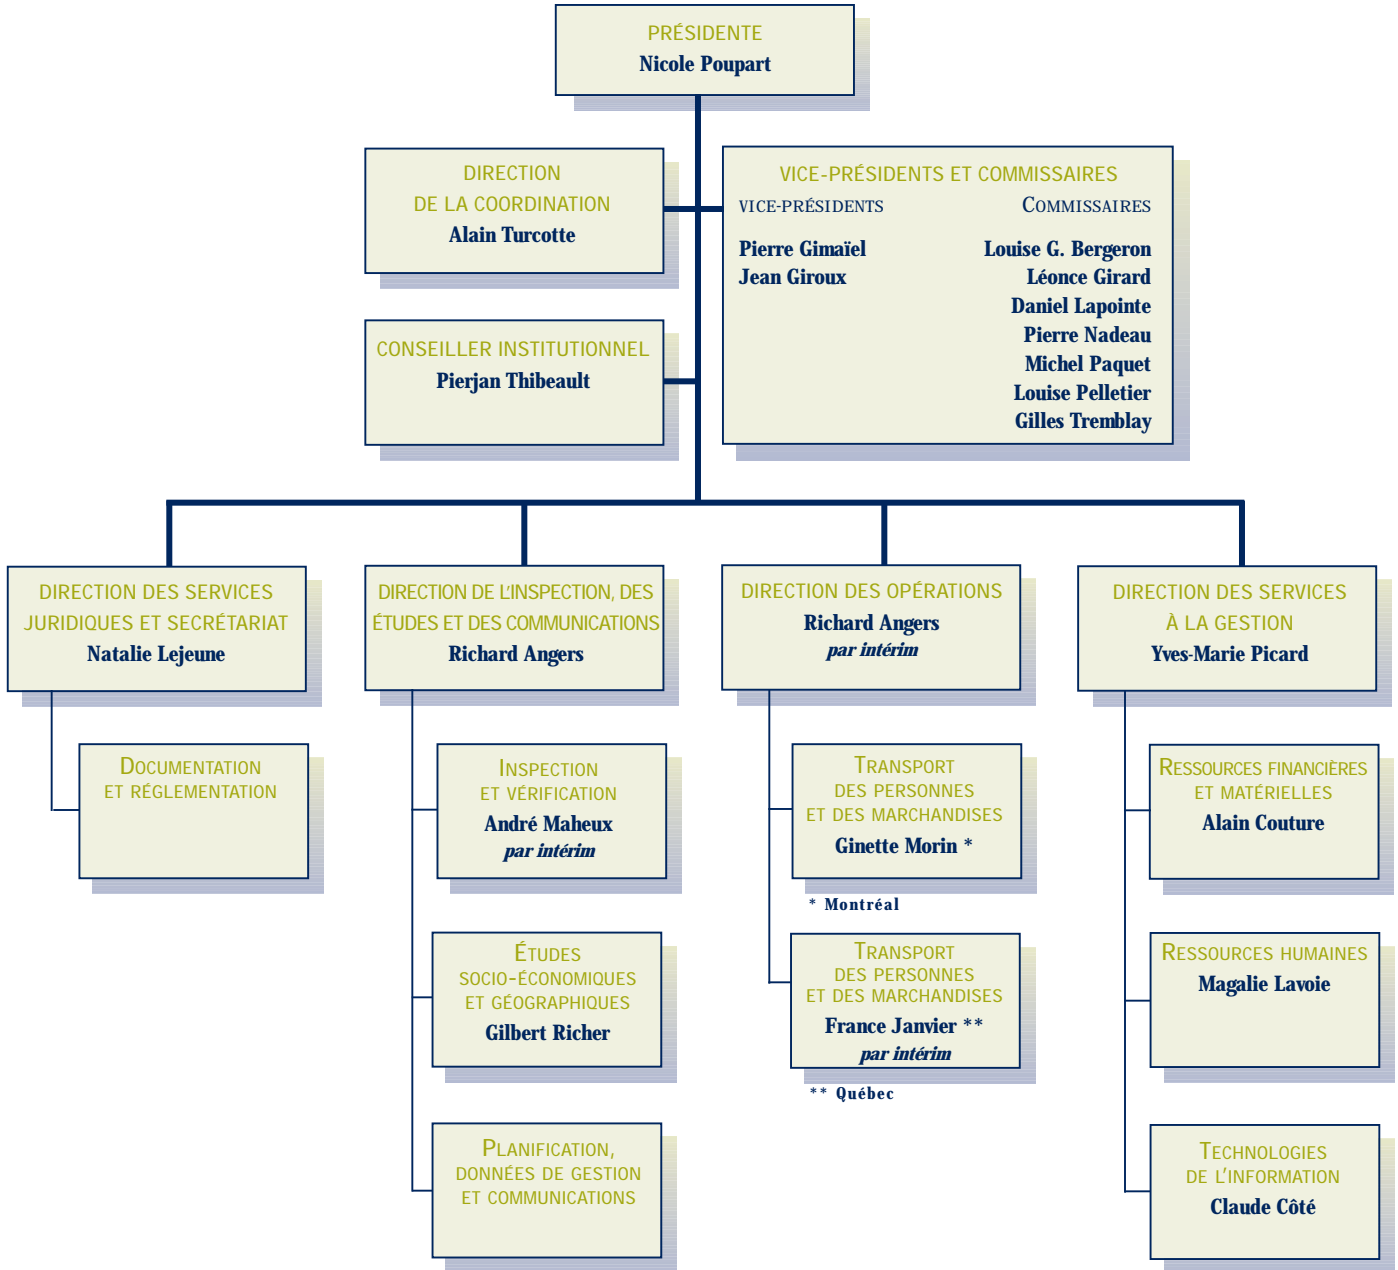 PRÉSIDENTE
Nicole Poupart
DIRECTION
DE LA COORDINATION
Alain Turcotte
VICE-PRÉSIDENTS ET COMMISSAIRES
VICE-PRÉSIDENTS
Pierre Gimaïel
Jean Giroux
COMMISSAIRES
Louise G. Bergeron
Léonce Girard
Daniel Lapointe
Pierre Nadeau
Michel Paquet
Louise Pelletier
Gilles Tremblay
CONSEILLER INSTITUTIONNEL
Pierjan Thibeault
DIRECTION DES SERVICES
JURIDIQUES ET SECRÉTARIAT
Natalie Lejeune
DOCUMENTATION
ET RÉGLEMENTATION
DIRECTION DE L'INSPECTION, DES
ÉTUDES ET DES COMMUNICATIONS
Richard Angers
INSPECTION
ET VÉRIFICATION
André Maheux
par intérim
ÉTUDES
SOCIO-ÉCONOMIQUES
ET GÉOGRAPHIQUES
Gilbert Richer
PLANIFICATION,
DONNÉES DE GESTION
ET COMMUNICATIONS
DIRECTION DES OPÉRATIONS
Richard Angers
par intérim
TRANSPORT
DES PERSONNES
ET DES MARCHANDISES
Ginette Morin *
* Montréal
TRANSPORT
DES PERSONNES
ET DES MARCHANDISES
France Janvier **
par intérim
** Québec
DIRECTION DES SERVICES
À LA GESTION
Yves-Marie Picard
RESSOURCES FINANCIÈRES
ET MATÉRIELLES
Alain Couture
RESSOURCES HUMAINES
Magalie Lavoie
TECHNOLOGIES
DE L'INFORMATION
Claude Côté